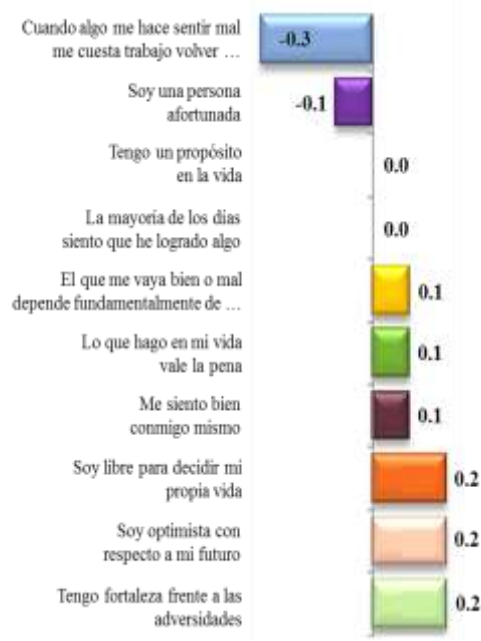 Cuando algo me hace sentir mal
me cuesta trabajo volver …
-0.3
Soy una persona
afortunada
-0.1
Tengo un propósito
en la vida
0.0
La mayoría de los días
siento que he logrado algo
0.0
El que me vaya bien o mal
depende fundamentalmente de …
0.1
Lo que hago en mi vida
vale la pena
0.1
Me siento bien
conmigo mismo
0.1
Soy libre para decidir mi
propia vida
0.2
Soy optimista con
respecto a mi futuro
0.2
Tengo fortaleza frente a las
adversidades
0.2